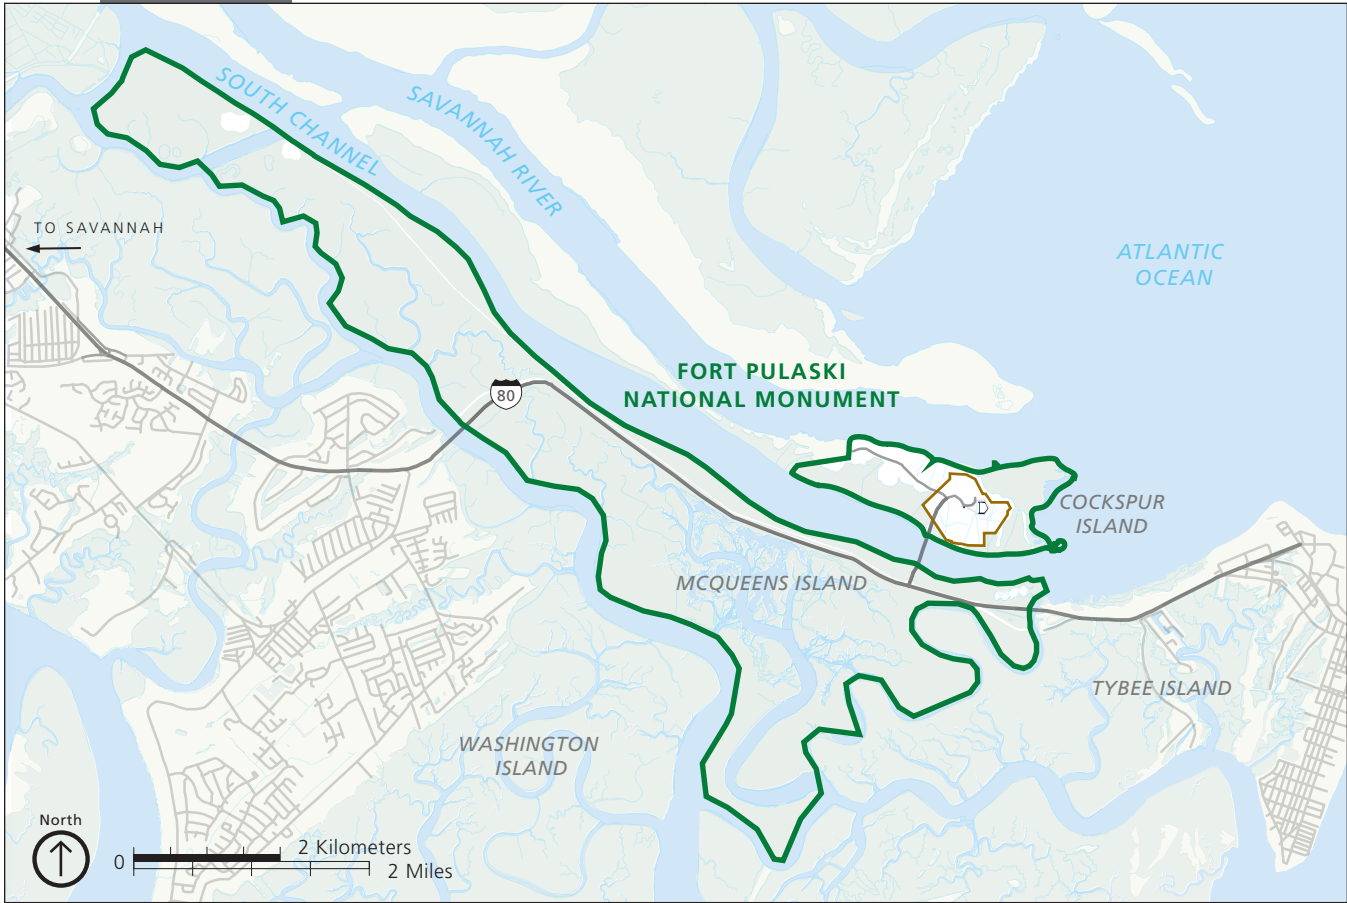 SOUTH CHANNEL
SAVANNAH RIVER
TO SAVANNAH
ATLANTIC
OCEAN
FORT PULASKI
NATIONAL MONUMENT
80
COCKSPUR
ISLAND
MCQUEENS ISLAND
TYBEE ISLAND
WASHINGTON
ISLAND
North
0
2 Kilometers
2 Miles